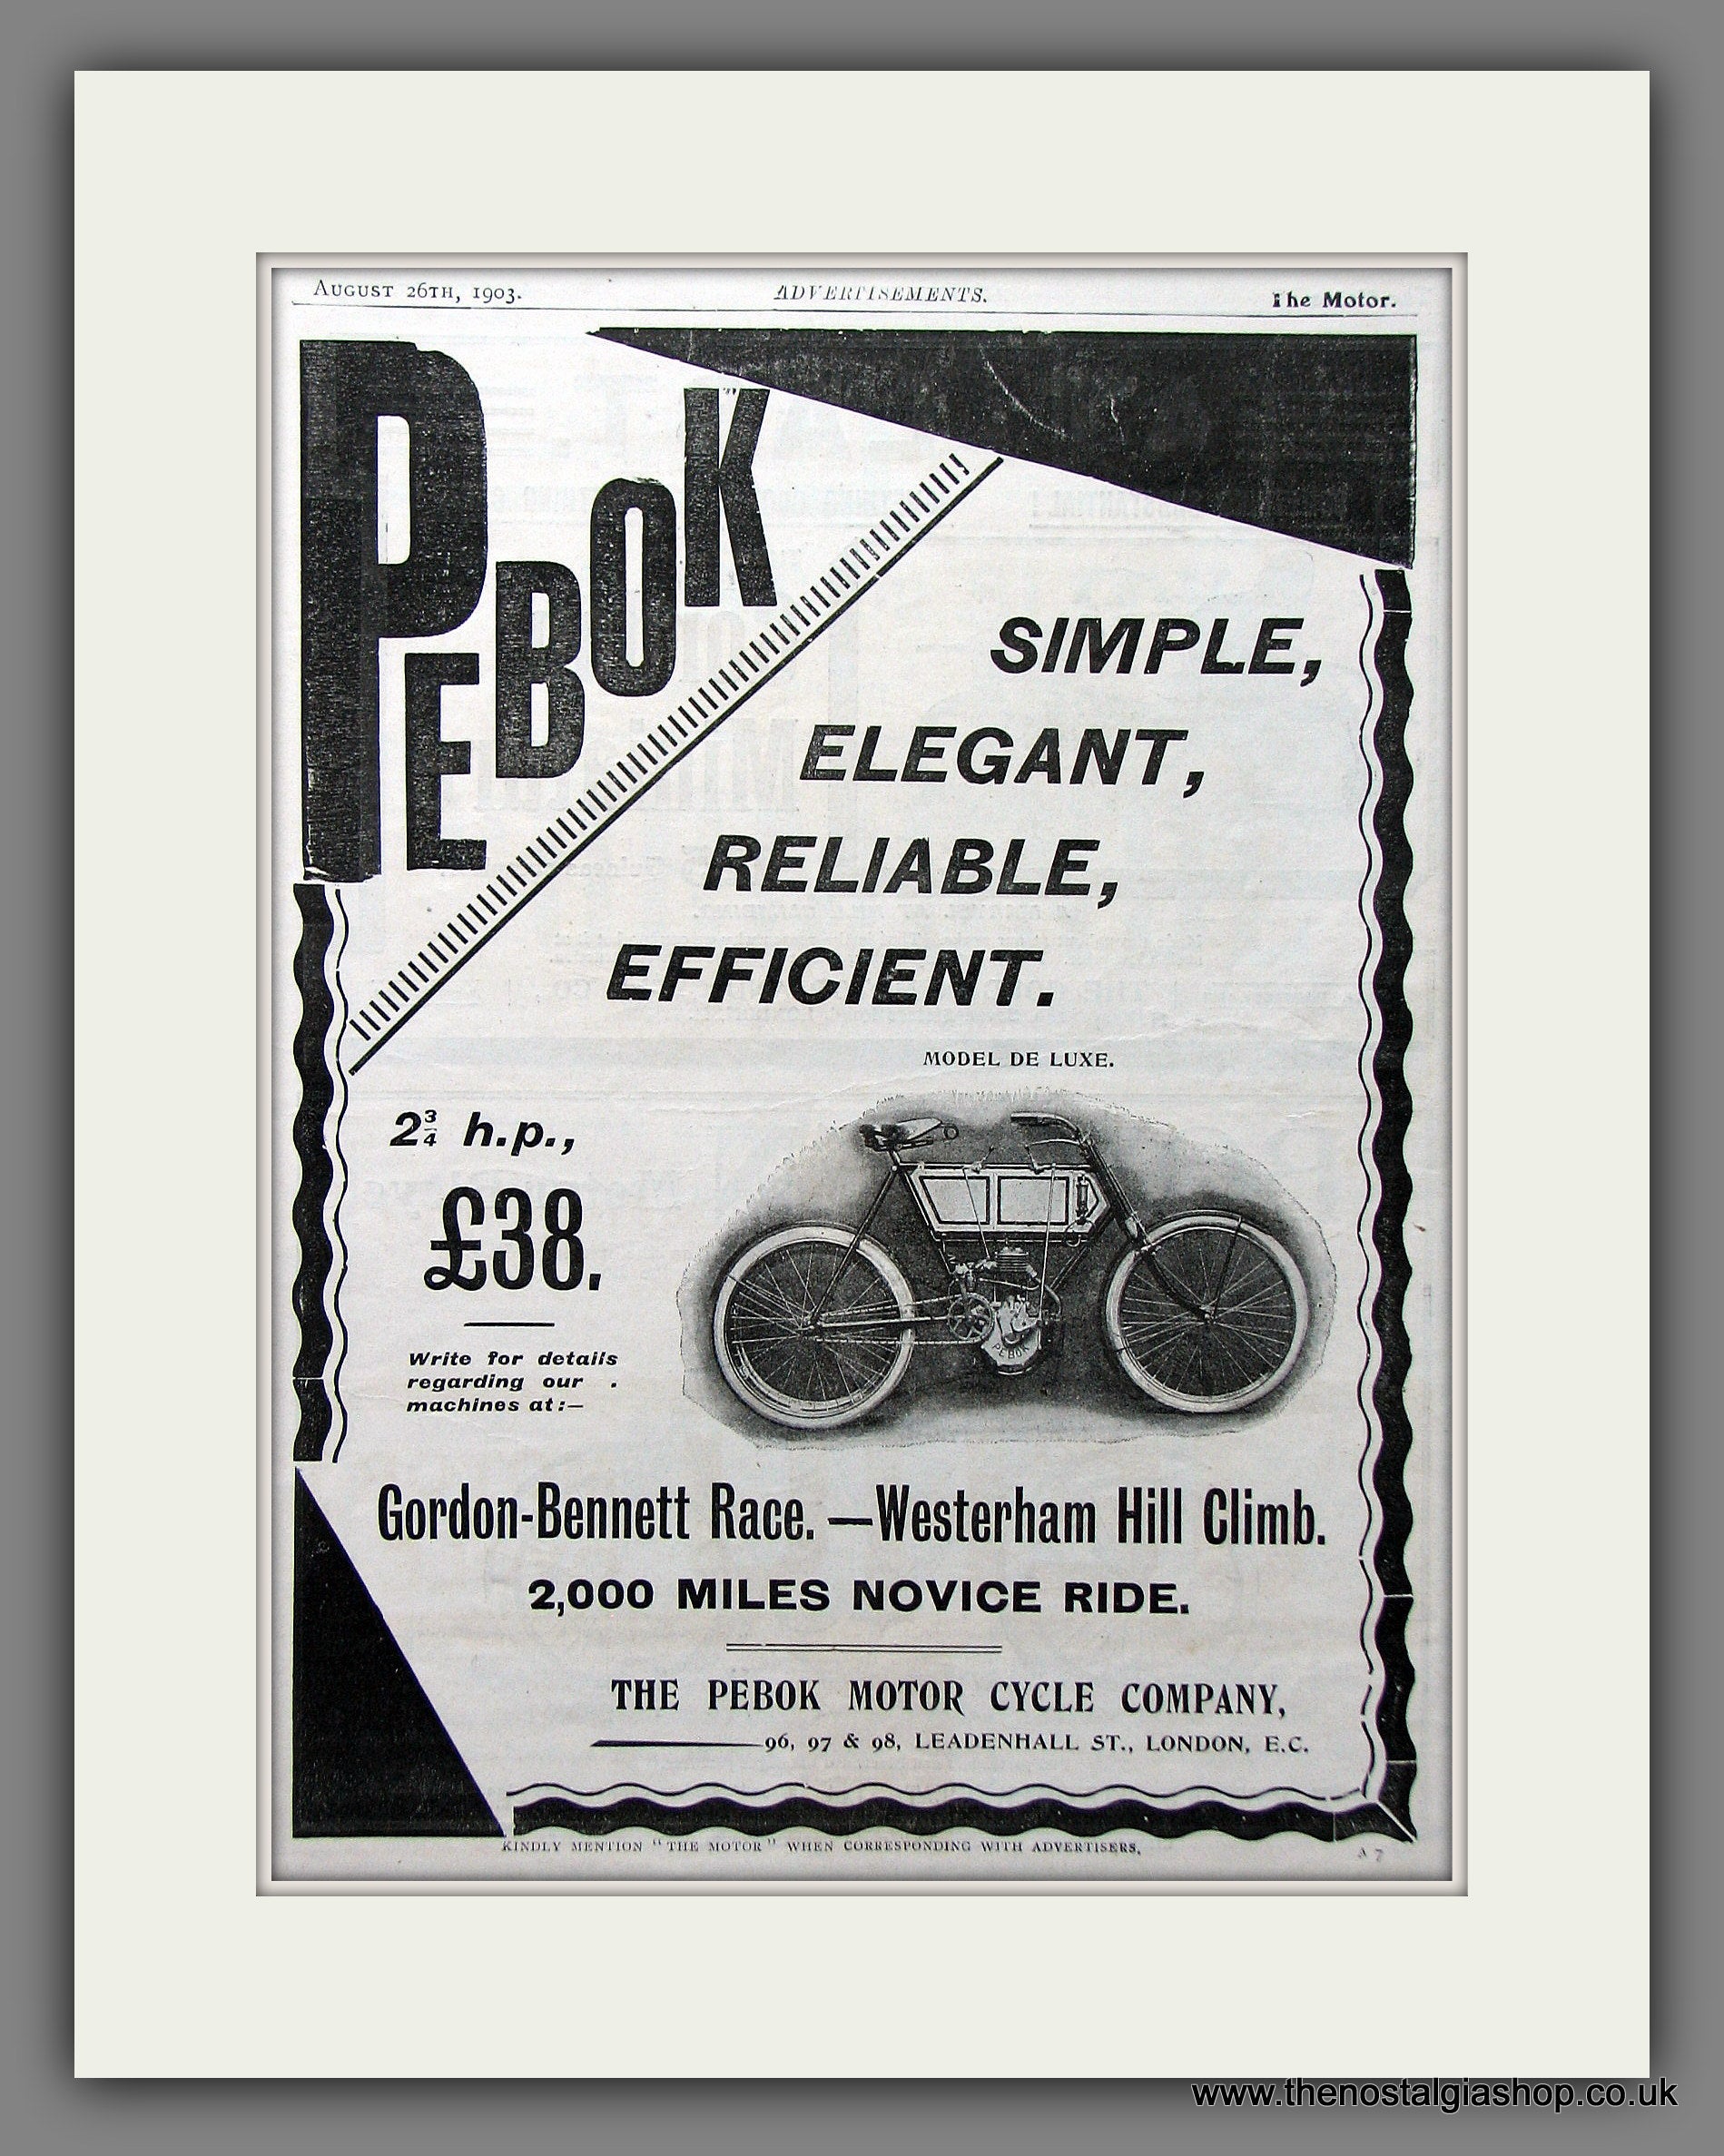 AUGUST 26TH, 1903. ADVERTISEMENTS. The Motor.
PEBOK
SIMPLE,
ELEGANT,
RELIABLE,
EFFICIENT.
MODEL DE LUXE.
2¾ h.p.,
£38.
Write for details
regarding our .
machines at:—
PEBOK
Gordon-Bennett Race. —Westerham Hill Climb.
2,000 MILES NOVICE RIDE.
THE PEBOK MOTOR CYCLE COMPANY,
96, 97 & 98, LEADENHALL ST., LONDON, E.C.
KINDLY MENTION "THE MOTOR" WHEN CORRESPONDING WITH ADVERTISERS.
A 7
www.thenostalgiashop.co.uk